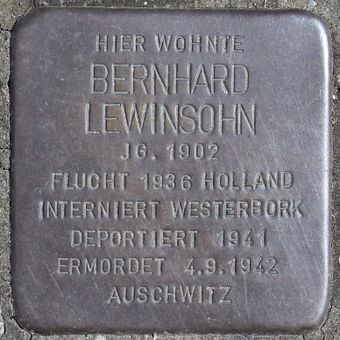 HIER WOHNTE
BERNHARD
LEWINSOHN
JG. 1902
FLUCHT 1936 HOLLAND
INTERNIERT WESTERBORK
DEPORTIERT 1941
ERMORDET 4.9.1942
AUSCHWITZ